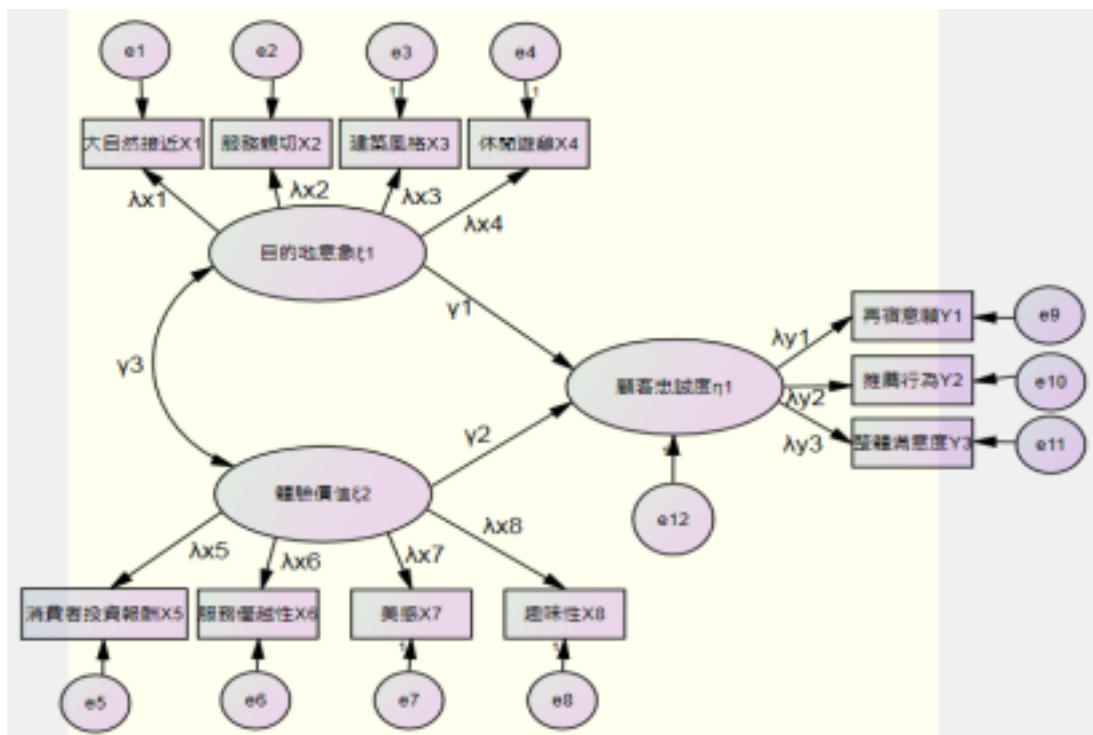 e1
e2
e3
e4
1
1
大自然接近X1
服務親切X2
建築風格X3
休閒遊憩X4
λx1
λx2
λx3
λx4
目的地意象ξ1
γ1
γ3
再宿意願Y1
e9
λy1
顧客忠誠度η1
推薦行為Y2
e10
λy2
γ2
λy3
整體滿意度Y3
e11
體驗價值ξ2
e12
λx5
λx6
λx7
λx8
消費者投資報酬X5
服務優越性X6
美感X7
趣味性X8
1
1
e5
e6
e7
e8